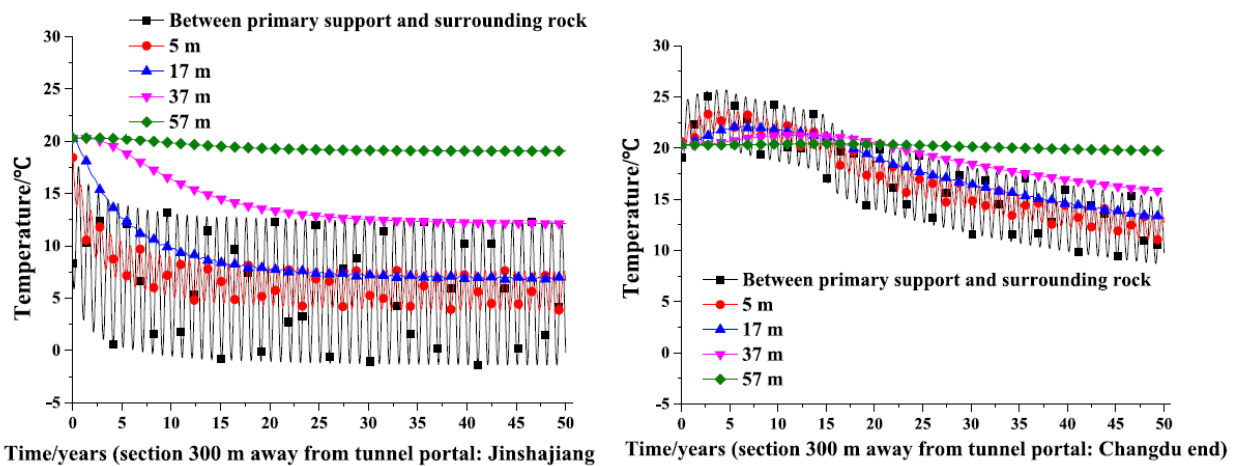 Between primary support and surrounding rock
5 m
17 m
37 m
57 m
30
25
20
15
10
5
0
-5
Temperature/℃
0 5 10 15 20 25 30 35 40 45 50
Time/years (section 300 m away from tunnel portal: Jinshajiang
30
25
20
15
10
5
0
-5
Temperature/℃
Between primary support and surrounding rock
5 m
17 m
37 m
57 m
0 5 10 15 20 25 30 35 40 45 50
Time/years (section 300 m away from tunnel portal: Changdu end)